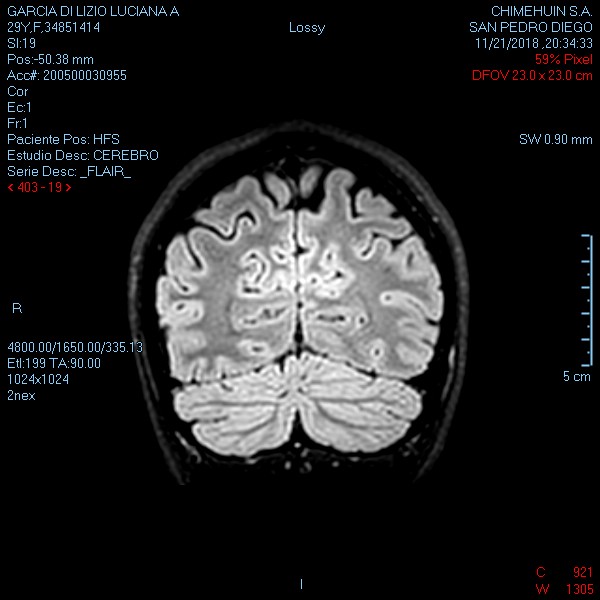 GARCIA DI LIZIO LUCIANA A
29Y,F,34851414
Sl:19
Pos:-50.38 mm
Acc#: 200500030955
Cor
Ec:1
Fr:1
Paciente Pos: HFS
Estudio Desc: CEREBRO
Serie Desc: _FLAIR_
< 403 - 19 >
Lossy
CHIMEHUIN S.A.
SAN PEDRO DIEGO
11/21/2018 ,20:34:33
59% Pixel
DFOV 23.0 x 23.0 cm
SW 0.90 mm
R
4800.00/1650.00/335.13
Etl:199 TA:90.00
1024x1024
2nex
5 cm
I
C 921
W 1305